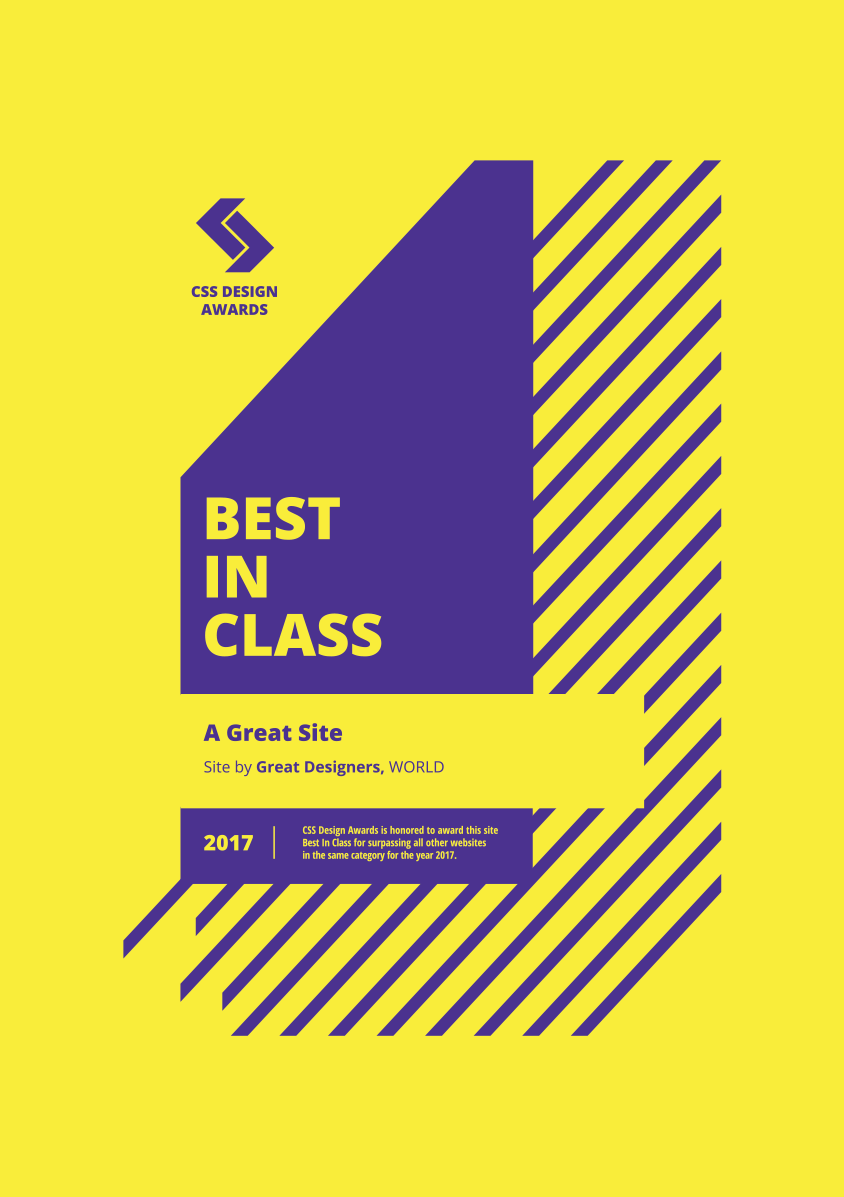 CSS DESIGN
AWARDS
BEST
IN
CLASS
A Great Site
Site by Great Designers, WORLD
2017
CSS Design Awards is honored to award this site
Best In Class for surpassing all other websites
in the same category for the year 2017.